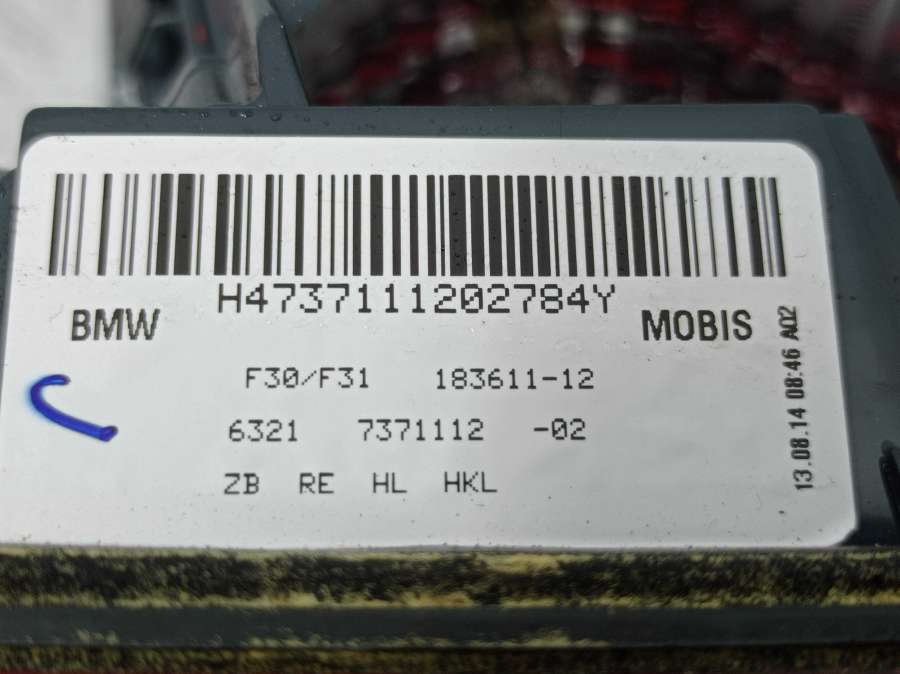 H47371111202784Y
BMW
MOBIS
F30/F31 183611-12
6321 7371112 -02
ZB RE HL HKL
13.08.14 08:46 A02